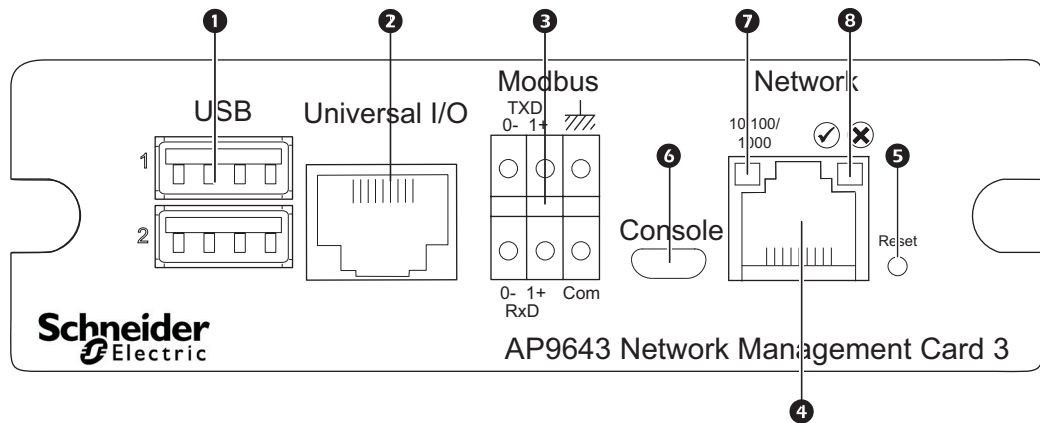 1 2 3 7 8
Modbus
Network
USB
Universal I/O
TXD
0- 1+
10/100/
1000
1
6
5
2
Console
Reset
0- 1+ Com
RxD
Schneider
Electric
AP9643 Network Management Card 3
4